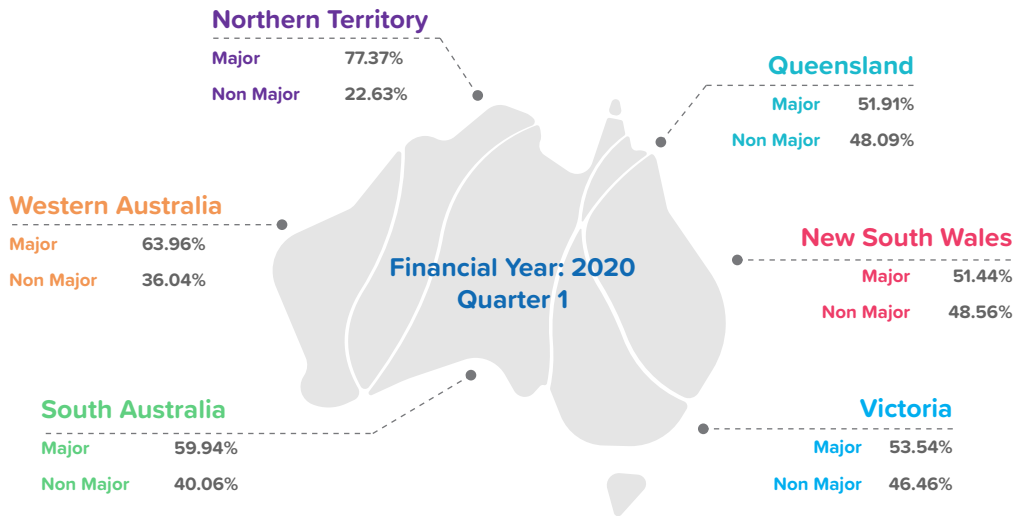 Northern Territory
Major 77.37%
Non Major 22.63%
Queensland
Major 51.91%
Non Major 48.09%
Western Australia
Major 63.96%
Non Major 36.04%
New South Wales
Major 51.44%
Non Major 48.56%
Financial Year: 2020
Quarter 1
South Australia
Major 59.94%
Non Major 40.06%
Victoria
Major 53.54%
Non Major 46.46%